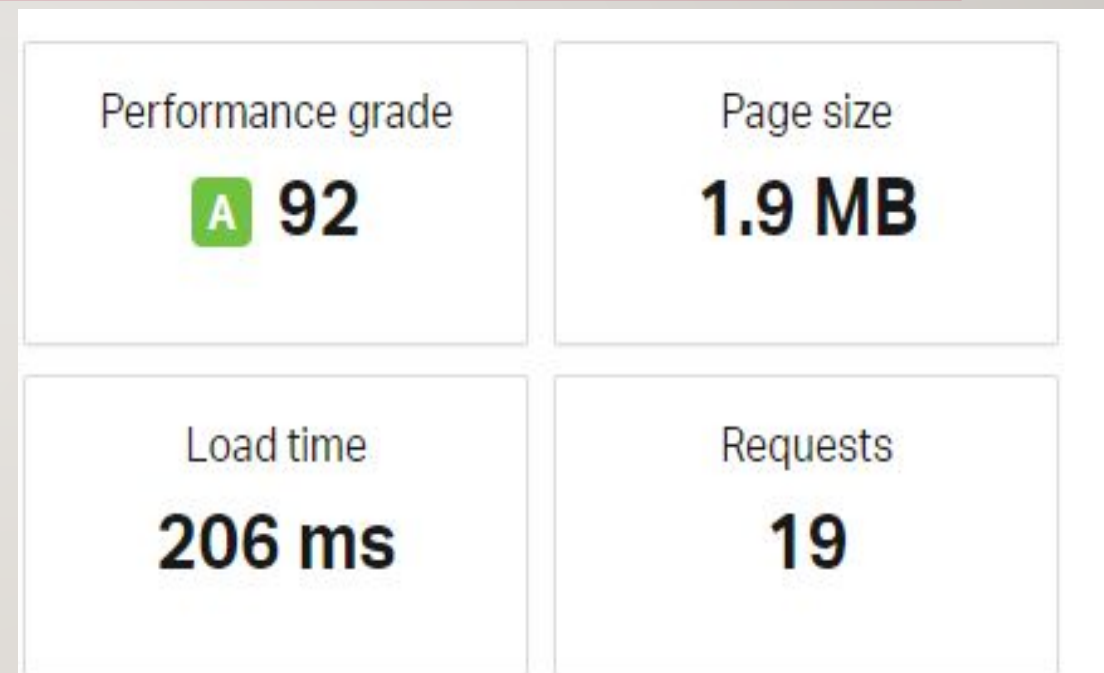 Performance grade
A 92
Page size
1.9 MB
Load time
206 ms
Requests
19